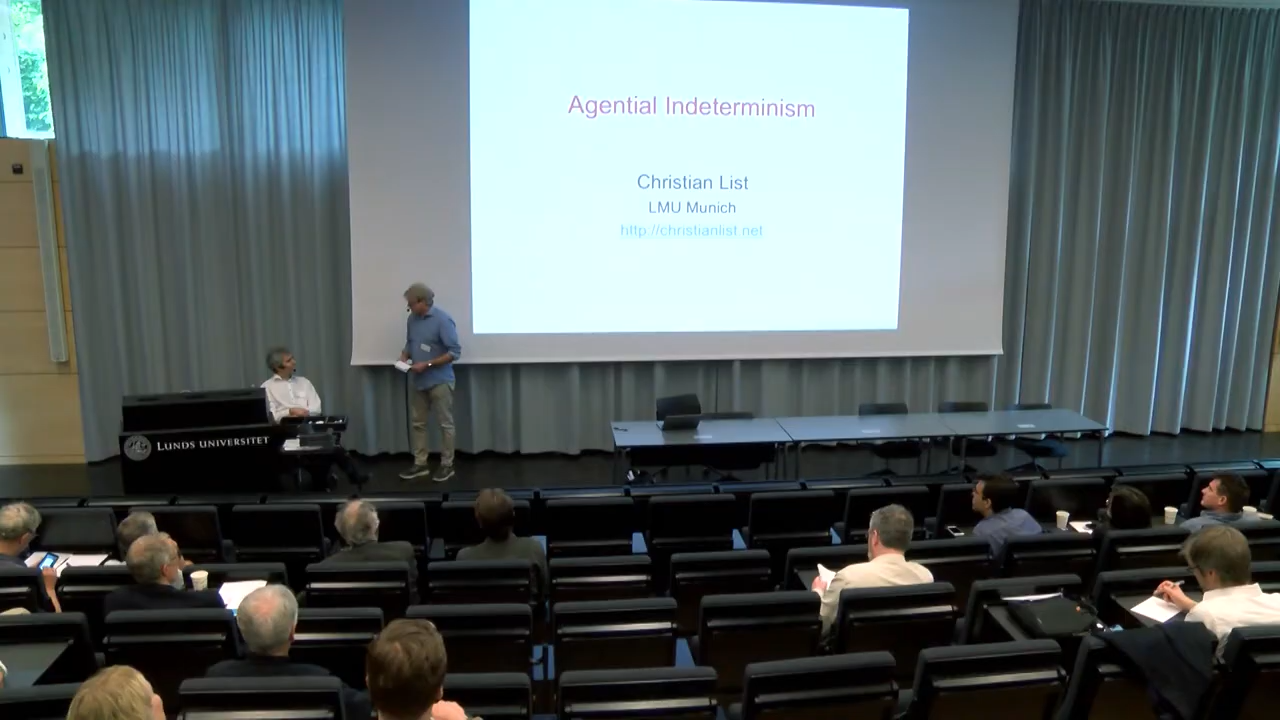 Agential Indeterminism
Christian List
LMU Munich
http://christianlist.net
LUNDS UNIVERSITET